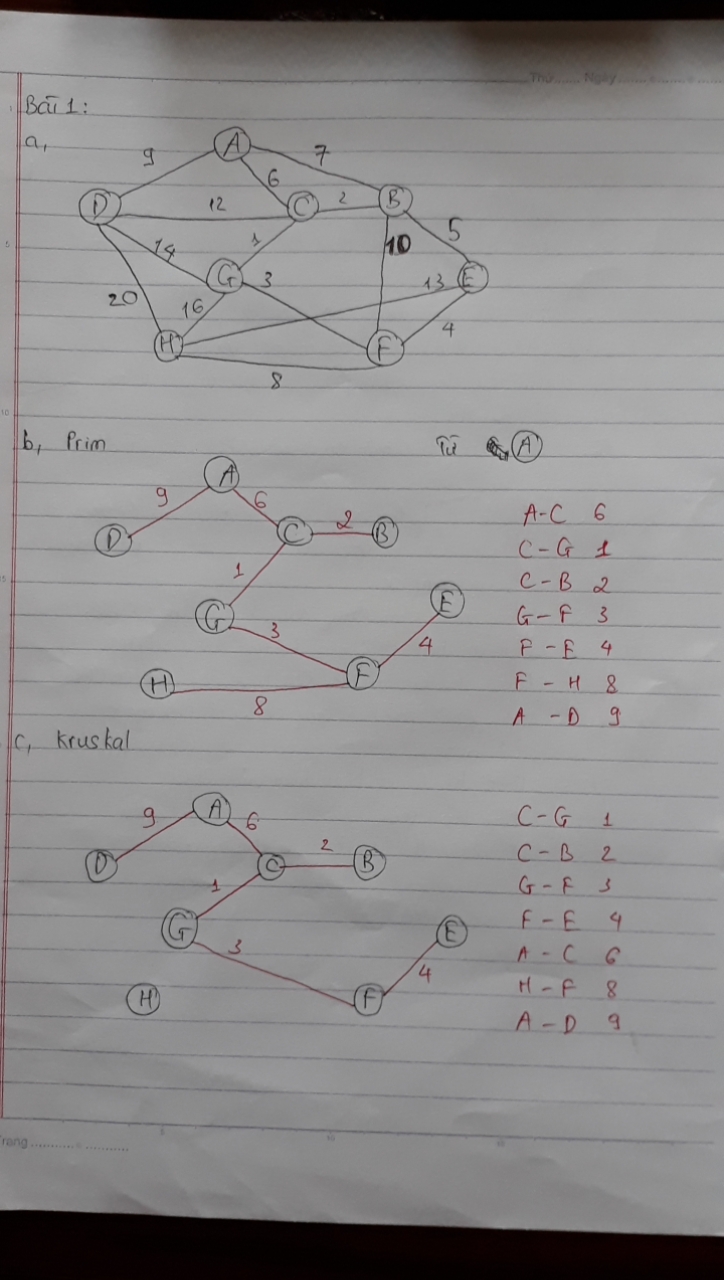 Thứ ...... Ngày ......
Bài 1:
a,
A
9
7
6
D
12
C
2
B
10
5
1
14
G
3
13
E
20
16
H
F
4
8
b, Prim
Từ A
A
9
6
D
C
2
B
1
G
E
3
4
H
F
8
A-C 6
C-G 1
C-B 2
G-F 3
F-E 4
F-H 8
A-D 9
c, Kruskal
A
9
6
D
C
2
B
1
G
E
3
4
H
F
C-G 1
C-B 2
G-F 3
F-E 4
A-C 6
H-F 8
A-D 9
Trang ......